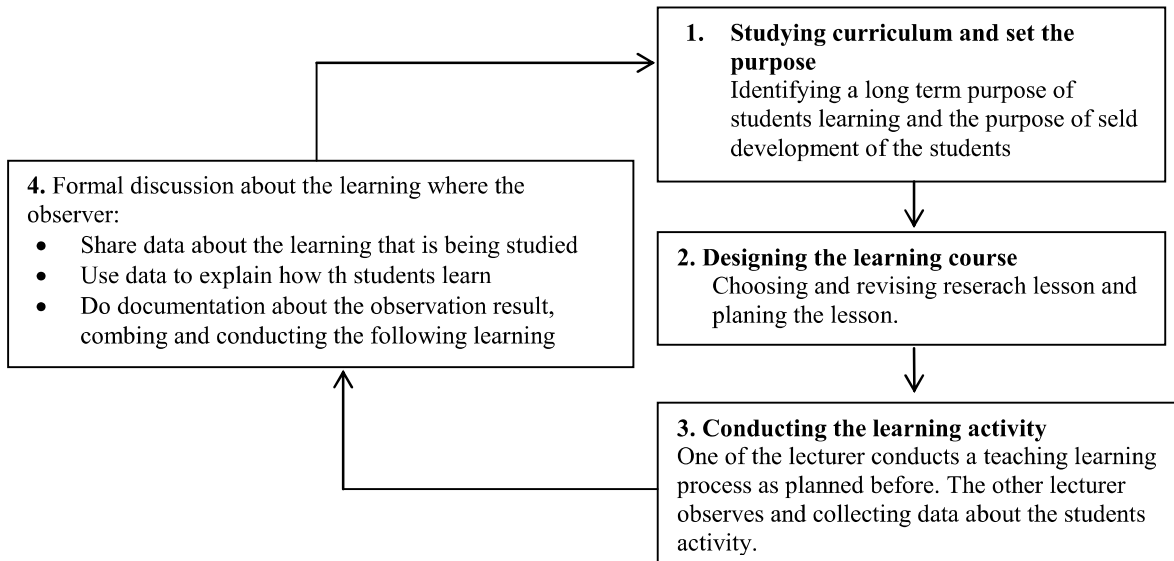 1. Studying curriculum and set the
purpose
Identifying a long term purpose of
students learning and the purpose of seld
development of the students
2. Designing the learning course
Choosing and revising reserach lesson and
planing the lesson.
3. Conducting the learning activity
One of the lecturer conducts a teaching learning
process as planned before. The other lecturer
observes and collecting data about the students
activity.
4. Formal discussion about the learning where the
observer:
• Share data about the learning that is being studied
• Use data to explain how th students learn
• Do documentation about the observation result,
combing and conducting the following learning